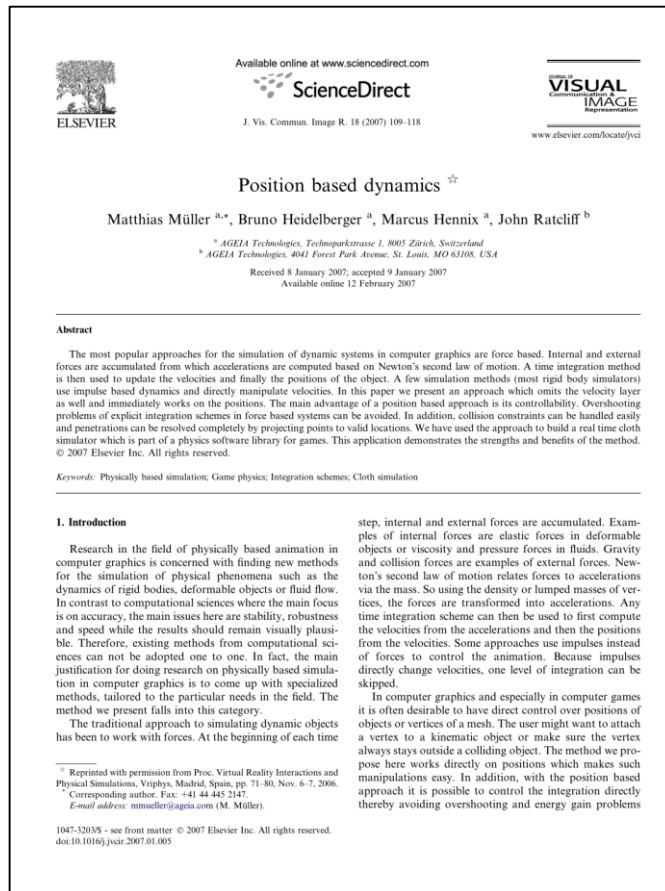 Available online at www.sciencedirect.com
ScienceDirect
ELSEVIER
J. Vis. Commun. Image R. 18 (2007) 109–118
JOURNAL OF
VISUAL
Communication &
IMAGE
Representation
www.elsevier.com/locate/jvci
Position based dynamics ☆
Matthias Müller a,*, Bruno Heidelberger a, Marcus Hennix a, John Ratcliff b
a AGEIA Technologies, Technoparkstrasse 1, 8005 Zürich, Switzerland
b AGEIA Technologies, 4041 Forest Park Avenue, St. Louis, MO 63108, USA
Received 8 January 2007; accepted 9 January 2007
Available online 12 February 2007
Abstract
The most popular approaches for the simulation of dynamic systems in computer graphics are force based. Internal and external
forces are accumulated from which accelerations are computed based on Newton's second law of motion. A time integration method
is then used to update the velocities and finally the positions of the object. A few simulation methods (most rigid body simulators)
use impulse based dynamics and directly manipulate velocities. In this paper we present an approach which omits the velocity layer
as well and immediately works on the positions. The main advantage of a position based approach is its controllability. Overshooting
problems of explicit integration schemes in force based systems can be avoided. In addition, collision constraints can be handled easily
and penetrations can be resolved completely by projecting points to valid locations. We have used the approach to build a real time cloth
simulator which is part of a physics software library for games. This application demonstrates the strengths and benefits of the method.
© 2007 Elsevier Inc. All rights reserved.
Keywords: Physically based simulation; Game physics; Integration schemes; Cloth simulation
1. Introduction
Research in the field of physically based animation in
computer graphics is concerned with finding new methods
for the simulation of physical phenomena such as the
dynamics of rigid bodies, deformable objects or fluid flow.
In contrast to computational sciences where the main focus
is on accuracy, the main issues here are stability, robustness
and speed while the results should remain visually plausi-
ble. Therefore, existing methods from computational sci-
ences can not be adopted one to one. In fact, the main
justification for doing research on physically based simula-
tion in computer graphics is to come up with specialized
methods, tailored to the particular needs in the field. The
method we present falls into this category.
The traditional approach to simulating dynamic objects
has been to work with forces. At the beginning of each time
☆ Reprinted with permission from Proc. Virtual Reality Interactions and
Physical Simulations, Vriphys, Madrid, Spain, pp. 71–80, Nov. 6–7, 2006.
* Corresponding author. Fax: +41 44 445 2147.
E-mail address: mmueller@ageia.com (M. Müller).
step, internal and external forces are accumulated. Exam-
ples of internal forces are elastic forces in deformable
objects or viscosity and pressure forces in fluids. Gravity
and collision forces are examples of external forces. New-
ton's second law of motion relates forces to accelerations
via the mass. So using the density or lumped masses of ver-
tices, the forces are transformed into accelerations. Any
time integration scheme can then be used to first compute
the velocities from the accelerations and then the positions
from the velocities. Some approaches use impulses instead
of forces to control the animation. Because impulses
directly change velocities, one level of integration can be
skipped.
In computer graphics and especially in computer games
it is often desirable to have direct control over positions of
objects or vertices of a mesh. The user might want to attach
a vertex to a kinematic object or make sure the vertex
always stays outside a colliding object. The method we pro-
pose here works directly on positions which makes such
manipulations easy. In addition, with the position based
approach it is possible to control the integration directly
thereby avoiding overshooting and energy gain problems
1047-3203/$ - see front matter © 2007 Elsevier Inc. All rights reserved.
doi:10.1016/j.jvcir.2007.01.005